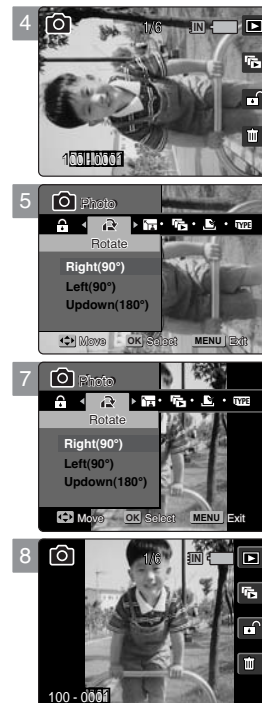 4
1/6 IN
100-0001
5
Photo
TYPE
Rotate
Right(90°)
Left(90°)
Updown(180°)
Move OK Select MENU Exit
7
Photo
TYPE
Rotate
Right(90°)
Left(90°)
Updown(180°)
Move OK Select MENU Exit
8
1/6 IN
100 - 0001